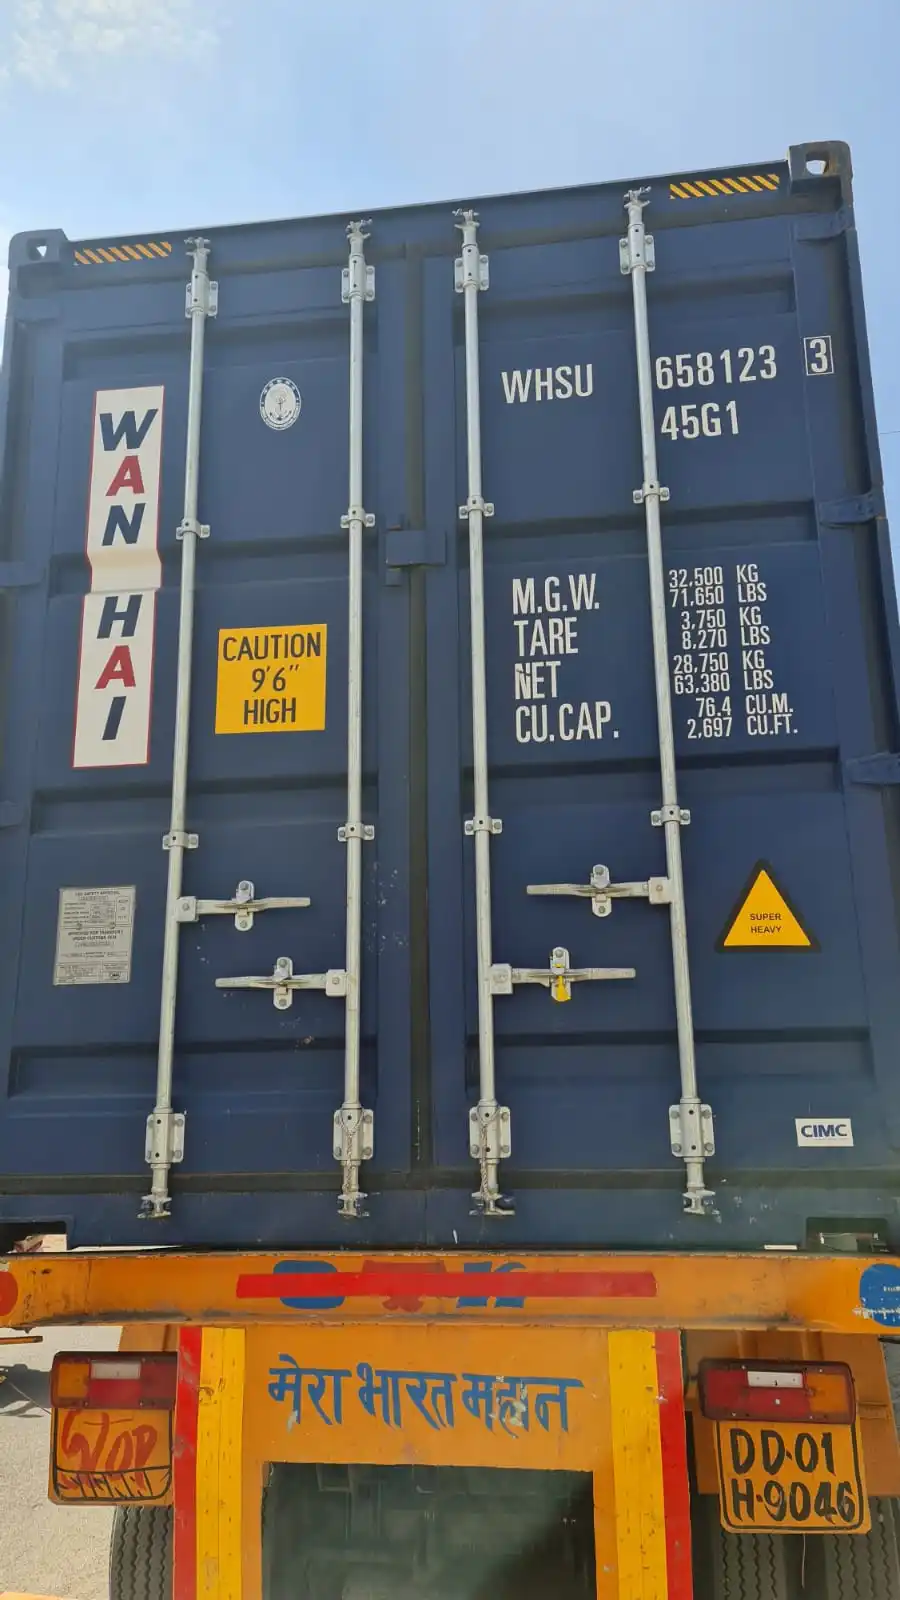 WAN HAI
WHSU 658123 3
45G1
M.G.W. 32,500 KG
71,650 LBS
TARE 3,750 KG
8,270 LBS
NET 28,750 KG
63,380 LBS
CU.CAP. 76.4 CU.M.
2,697 CU.FT.
CAUTION
9'6"
HIGH
SUPER
HEAVY
CIMC
मेरा भारत महान
STOP
DD·01
H·9046